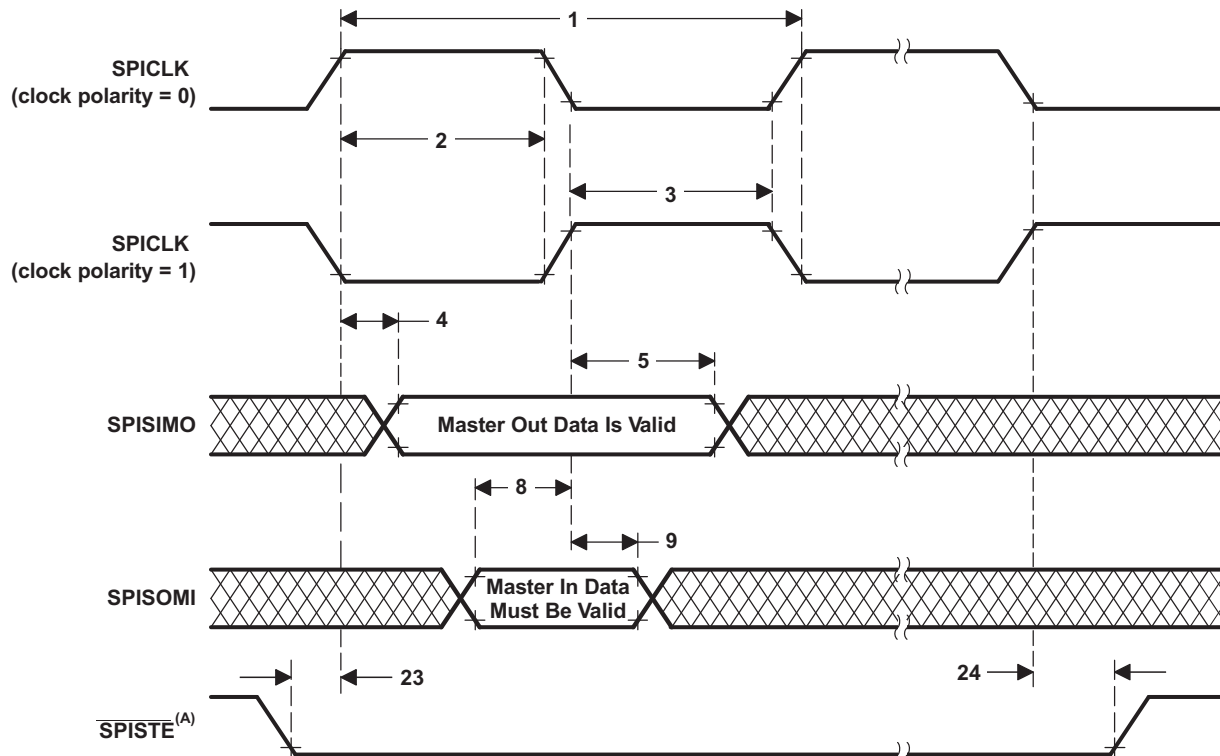 1
SPICLK
(clock polarity = 0)
2
3
SPICLK
(clock polarity = 1)
4
5
SPISIMO
Master Out Data Is Valid
8
9
SPISOMI
Master In Data
Must Be Valid
23
24
SPISTE(A)